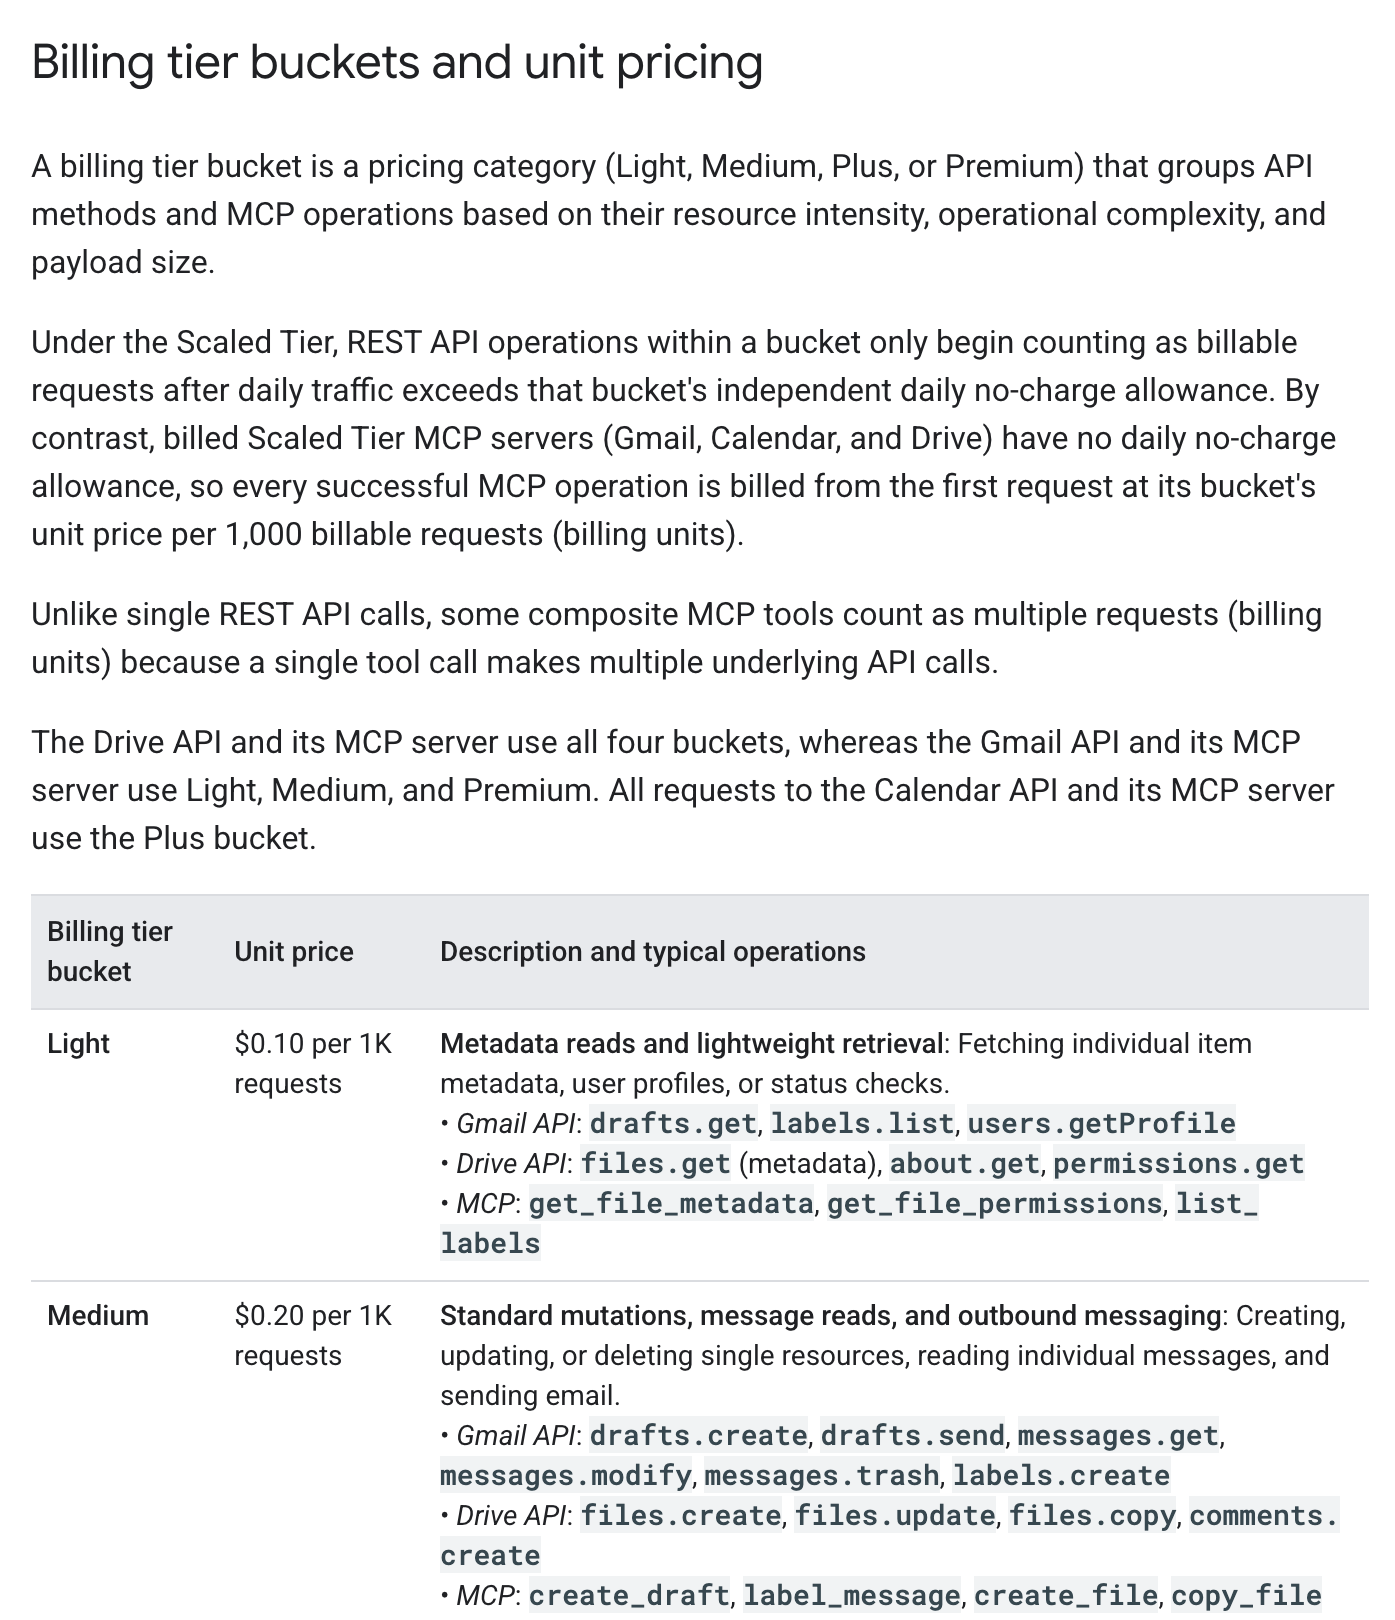 Billing tier buckets and unit pricing
A billing tier bucket is a pricing category (Light, Medium, Plus, or Premium) that groups API
methods and MCP operations based on their resource intensity, operational complexity, and
payload size.
Under the Scaled Tier, REST API operations within a bucket only begin counting as billable
requests after daily traffic exceeds that bucket's independent daily no-charge allowance. By
contrast, billed Scaled Tier MCP servers (Gmail, Calendar, and Drive) have no daily no-charge
allowance, so every successful MCP operation is billed from the first request at its bucket's
unit price per 1,000 billable requests (billing units).
Unlike single REST API calls, some composite MCP tools count as multiple requests (billing
units) because a single tool call makes multiple underlying API calls.
The Drive API and its MCP server use all four buckets, whereas the Gmail API and its MCP
server use Light, Medium, and Premium. All requests to the Calendar API and its MCP server
use the Plus bucket.
Billing tier
bucket
Unit price
Description and typical operations
Light
$0.10 per 1K
requests
Metadata reads and lightweight retrieval: Fetching individual item
metadata, user profiles, or status checks.
• Gmail API: drafts.get, labels.list, users.getProfile
• Drive API: files.get (metadata), about.get, permissions.get
• MCP: get_file_metadata, get_file_permissions, list_
labels
Medium
$0.20 per 1K
requests
Standard mutations, message reads, and outbound messaging: Creating,
updating, or deleting single resources, reading individual messages, and
sending email.
• Gmail API: drafts.create, drafts.send, messages.get,
messages.modify, messages.trash, labels.create
• Drive API: files.create, files.update, files.copy, comments.
create
• MCP: create_draft, label_message, create_file, copy_file